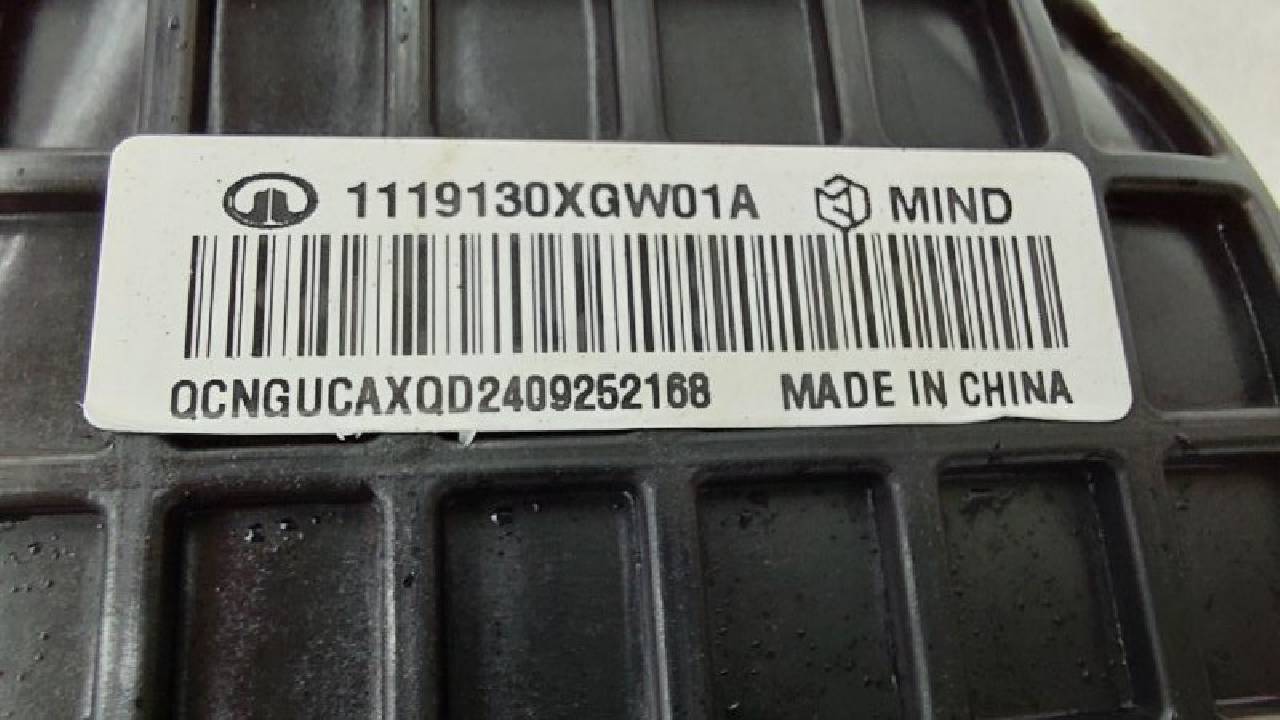 1119130XGW01A MIND
QCNGUCAXQD2409252168 MADE IN CHINA